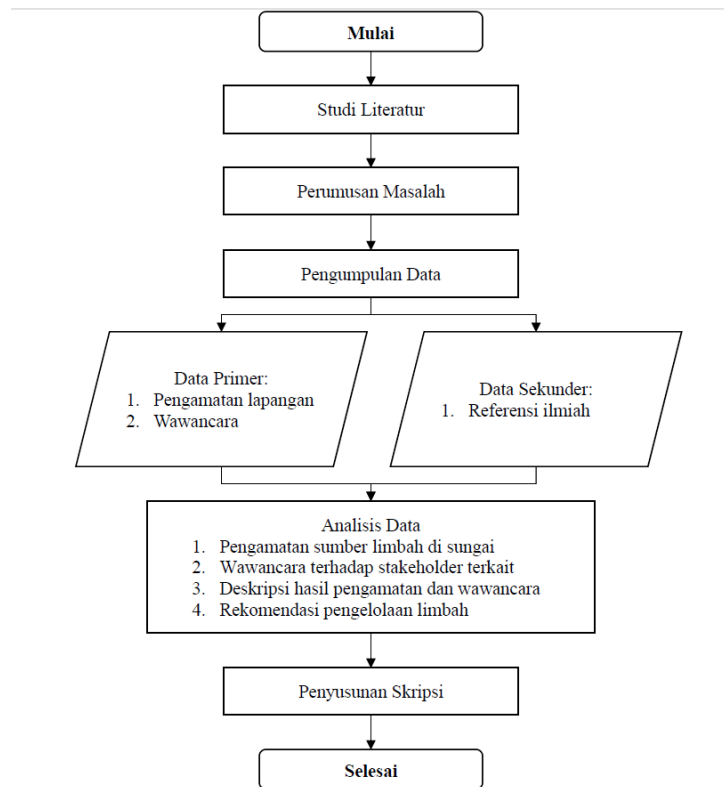 Mulai
Studi Literatur
Perumusan Masalah
Pengumpulan Data
Data Primer:
1. Pengamatan lapangan
2. Wawancara
Data Sekunder:
1. Referensi ilmiah
Analisis Data
1. Pengamatan sumber limbah di sungai
2. Wawancara terhadap stakeholder terkait
3. Deskripsi hasil pengamatan dan wawancara
4. Rekomendasi pengelolaan limbah
Penyusunan Skripsi
Selesai